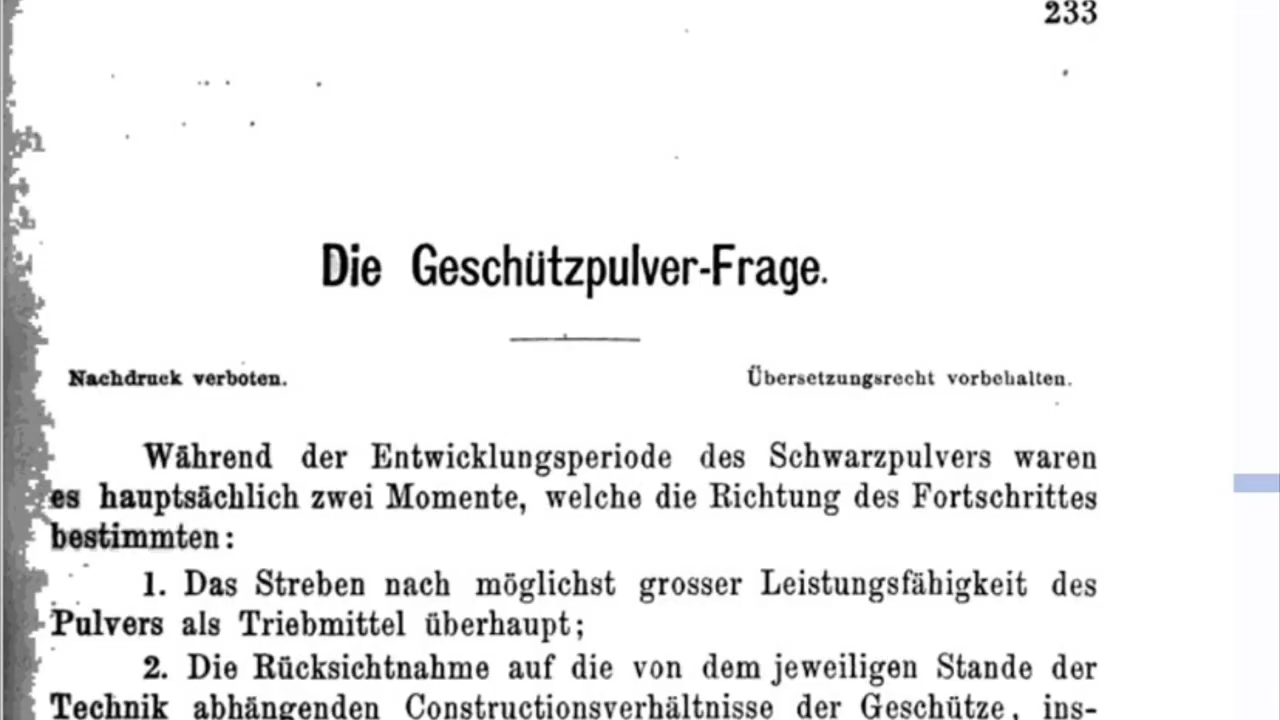 233
Die Geschützpulver-Frage.
Nachdruck verboten.
Übersetzungsrecht vorbehalten.
Während der Entwicklungsperiode des Schwarzpulvers waren
es hauptsächlich zwei Momente, welche die Richtung des Fortschrittes
bestimmten:
1. Das Streben nach möglichst grosser Leistungsfähigkeit des
Pulvers als Triebmittel überhaupt;
2. Die Rücksichtnahme auf die von dem jeweiligen Stande der
Technik abhängenden Constructionsverhältnisse der Geschütze, ins-